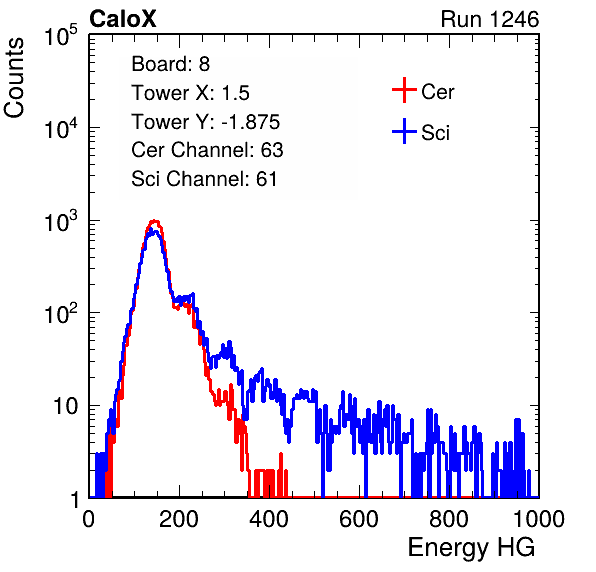 CaloX Run 1246
Counts
10^5
10^4
10^3
10^2
10
1
Board: 8
Tower X: 1.5
Tower Y: -1.875
Cer Channel: 63
Sci Channel: 61
Cer
Sci
0 200 400 600 800 1000
Energy HG